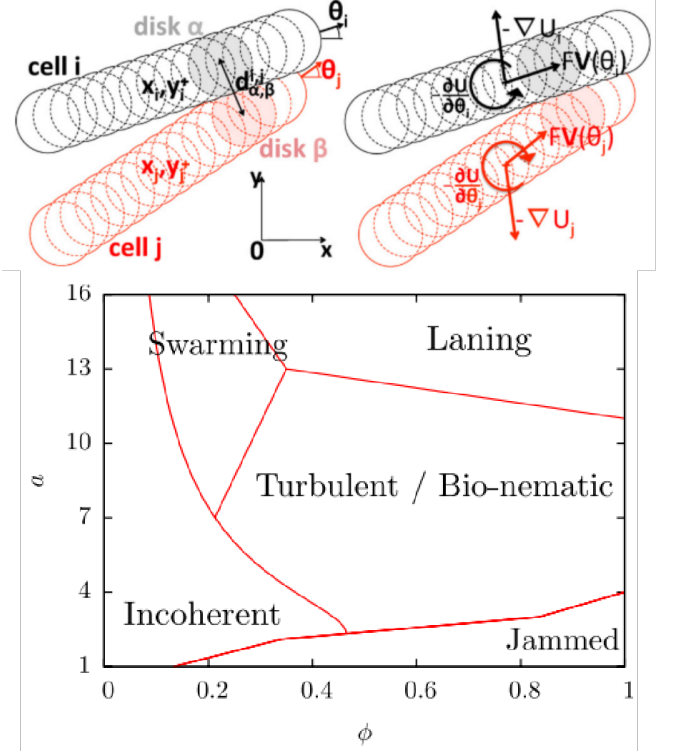 disk α
θi
cell i
xi,yi+
d i,j α,β
θj
disk β
xj,yj+
y
cell j
0
x
-∇Ui
FV(θi)
-∂U/∂θi
FV(θj)
-∂U/∂θj
-∇Uj
16
13
10
7
4
1
a
Swarming
Laning
Turbulent / Bio-nematic
Incoherent
Jammed
0
0.2
0.4
0.6
0.8
1
ϕ